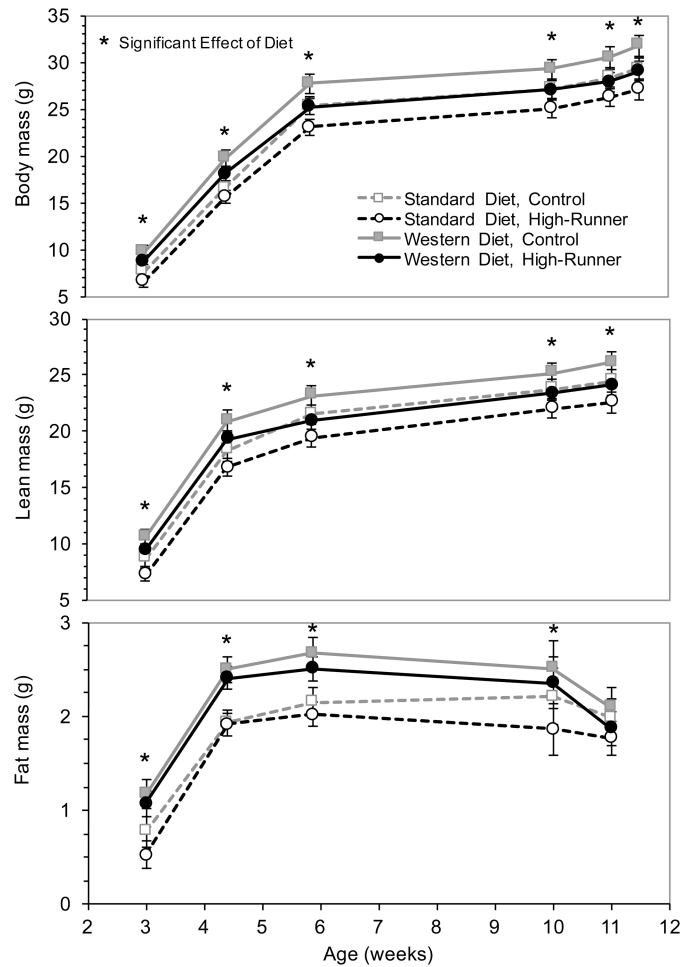 * Significant Effect of Diet
Body mass (g)
35
30
25
20
15
10
5
* * * * * *
Standard Diet, Control
Standard Diet, High-Runner
Western Diet, Control
Western Diet, High-Runner
Lean mass (g)
30
25
20
15
10
5
* * * * *
Fat mass (g)
3
2
1
0
* * * *
2 3 4 5 6 7 8 9 10 11 12
Age (weeks)